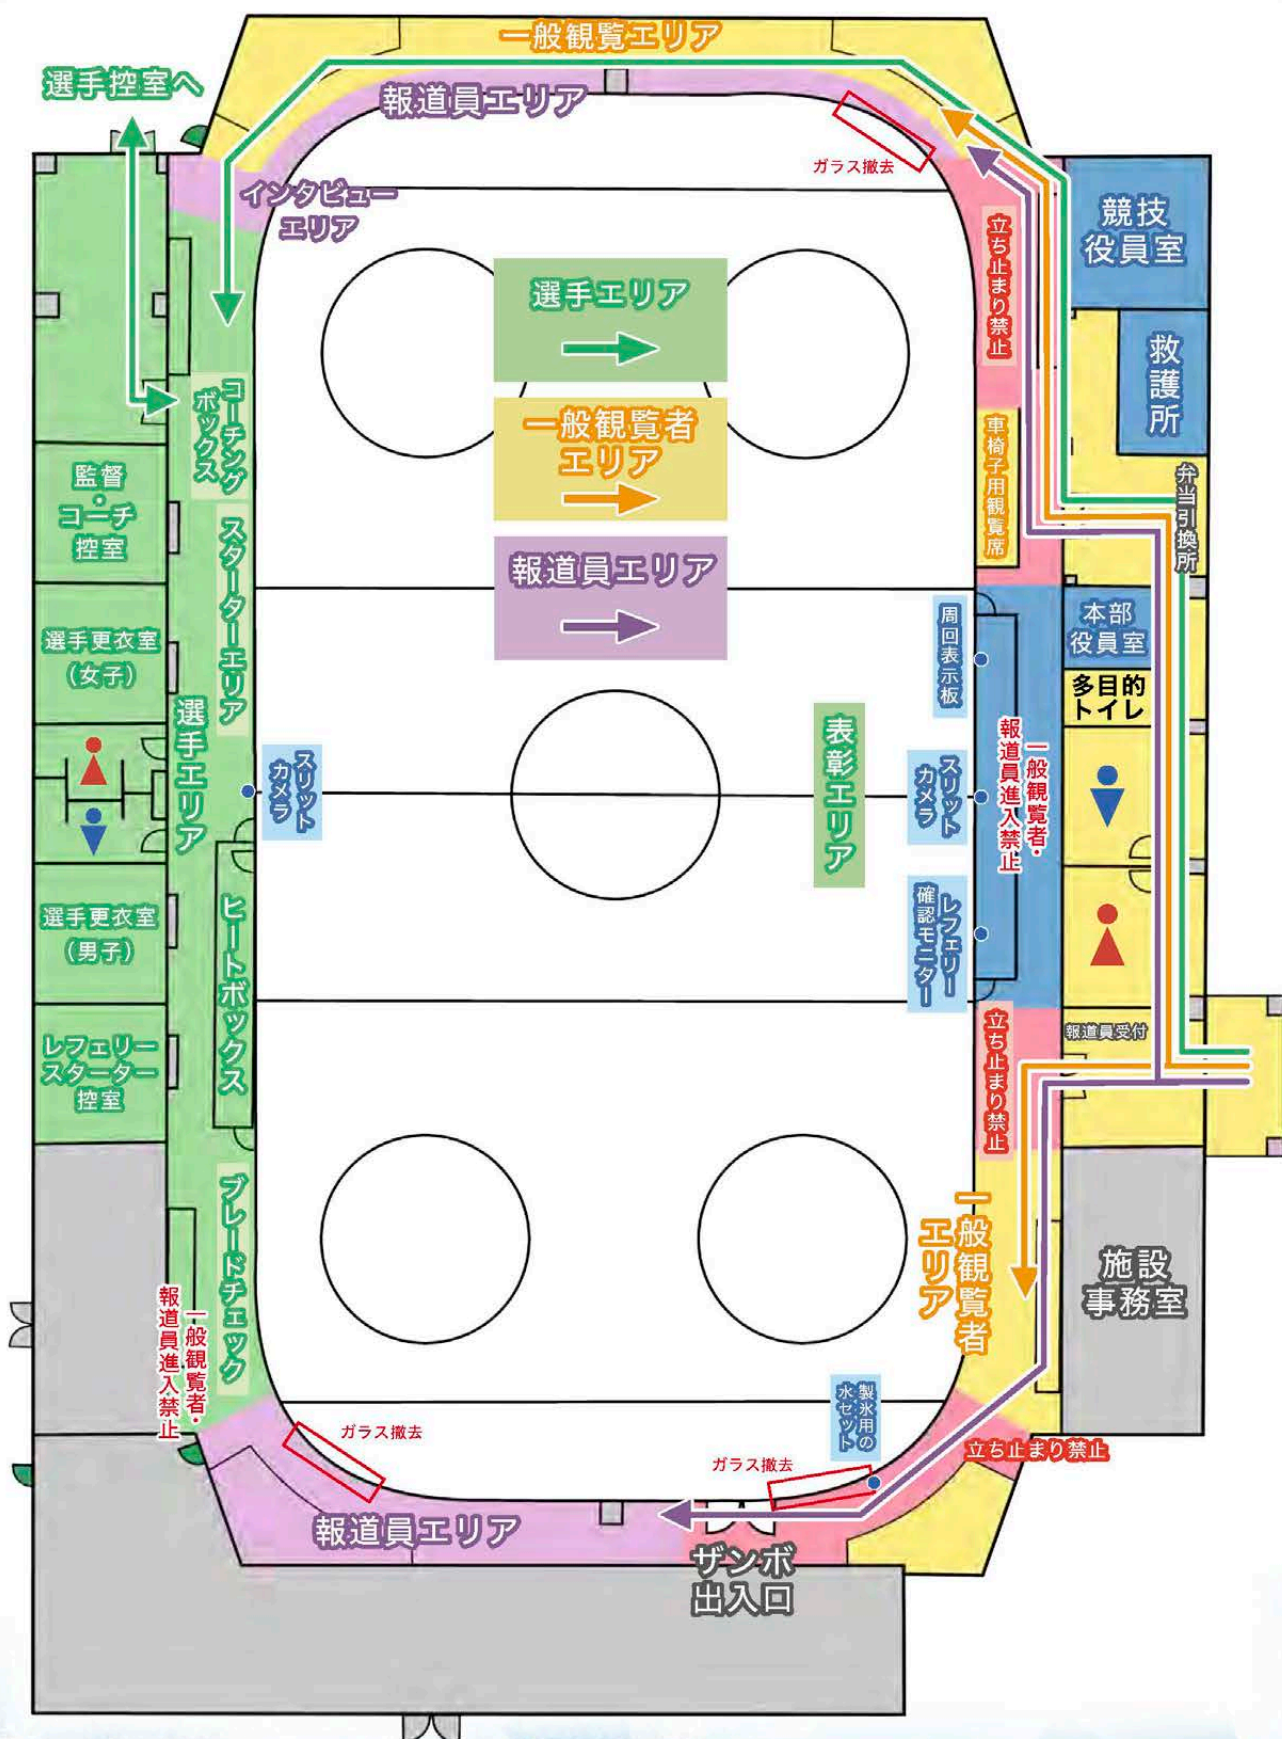 一般観覧エリア
選手控室へ
報道員エリア
ガラス撤去
インタビュー
エリア
立ち止まり禁止
競技
役員室
選手エリア
救護所
コーチング
ボックス
一般観覧者
エリア
車椅子用観覧席
弁当引換所
監督
・
コーチ
控室
スターターエリア
報道員エリア
選手更衣室
(女子)
周回表示板
本部
役員室
多目的
トイレ
選手エリア
スリット
カメラ
表彰エリア
スリット
カメラ
一般観覧者・
報道員進入禁止
選手更衣室
(男子)
ヒートボックス
レフェリー
確認モニター
レフェリー
スターター
控室
立ち止まり禁止
報道員受付
ブレードチェック
一般観覧者
エリア
施設
事務室
一般観覧者・
報道員進入禁止
製氷用の
水セット
ガラス撤去
ガラス撤去
立ち止まり禁止
報道員エリア
ザンボ
出入口